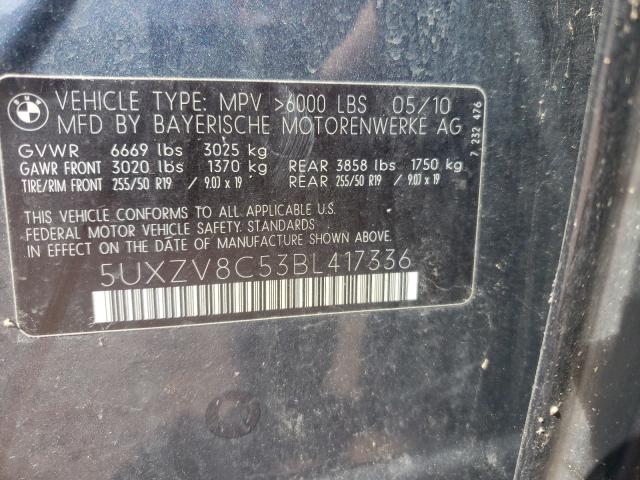 BMW
VEHICLE TYPE: MPV >6000 LBS 05/10
MFD BY BAYERISCHE MOTORENWERKE AG
GVWR 6669 lbs 3025 kg
GAWR FRONT 3020 lbs 1370 kg REAR 3858 lbs 1750 kg
TIRE/RIM FRONT 255/50 R19 / 9.0J x 19 REAR 255/50 R19 / 9.0J x 19
THIS VEHICLE CONFORMS TO ALL APPLICABLE U.S.
FEDERAL MOTOR VEHICLE SAFETY STANDARDS
IN EFFECT ON THE DATE OF MANUFACTURE SHOWN ABOVE.
5UXZV8C53BL417336
7 232 476